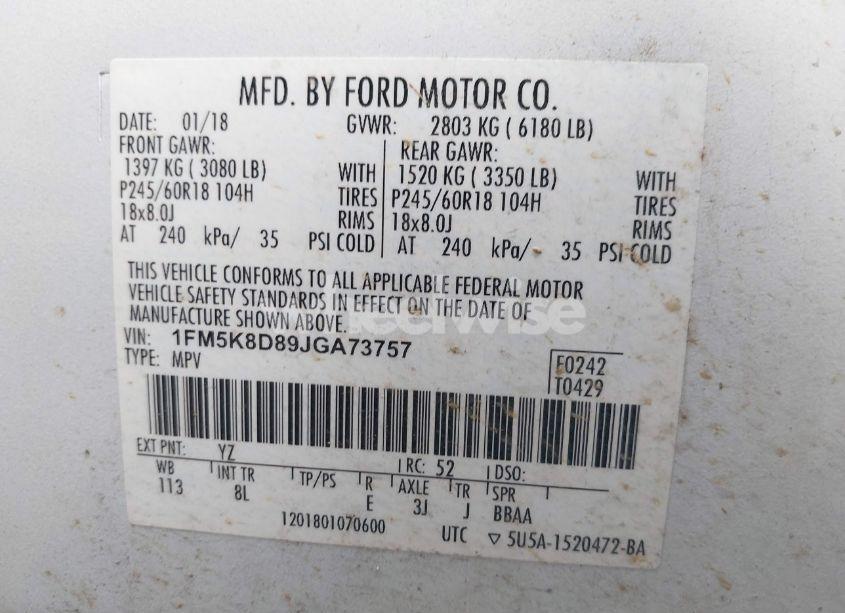 MFD. BY FORD MOTOR CO.
DATE: 01/18 GVWR: 2803 KG ( 6180 LB)
FRONT GAWR: REAR GAWR:
1397 KG ( 3080 LB) WITH 1520 KG ( 3350 LB) WITH
P245/60R18 104H TIRES P245/60R18 104H TIRES
18x8.0J RIMS 18x8.0J RIMS
AT 240 kPa/ 35 PSI COLD AT 240 kPa/ 35 PSI COLD
THIS VEHICLE CONFORMS TO ALL APPLICABLE FEDERAL MOTOR
VEHICLE SAFETY STANDARDS IN EFFECT ON THE DATE OF
MANUFACTURE SHOWN ABOVE.
VIN: 1FM5K8D89JGA73757
TYPE: MPV F0242
T0429
EXT PNT: YZ RC: 52 DSO:
WB INT TR TP/PS R AXLE TR SPR
113 8L E 3J J BBAA
1201801070600 UTC ▽ 5U5A-1520472-BA